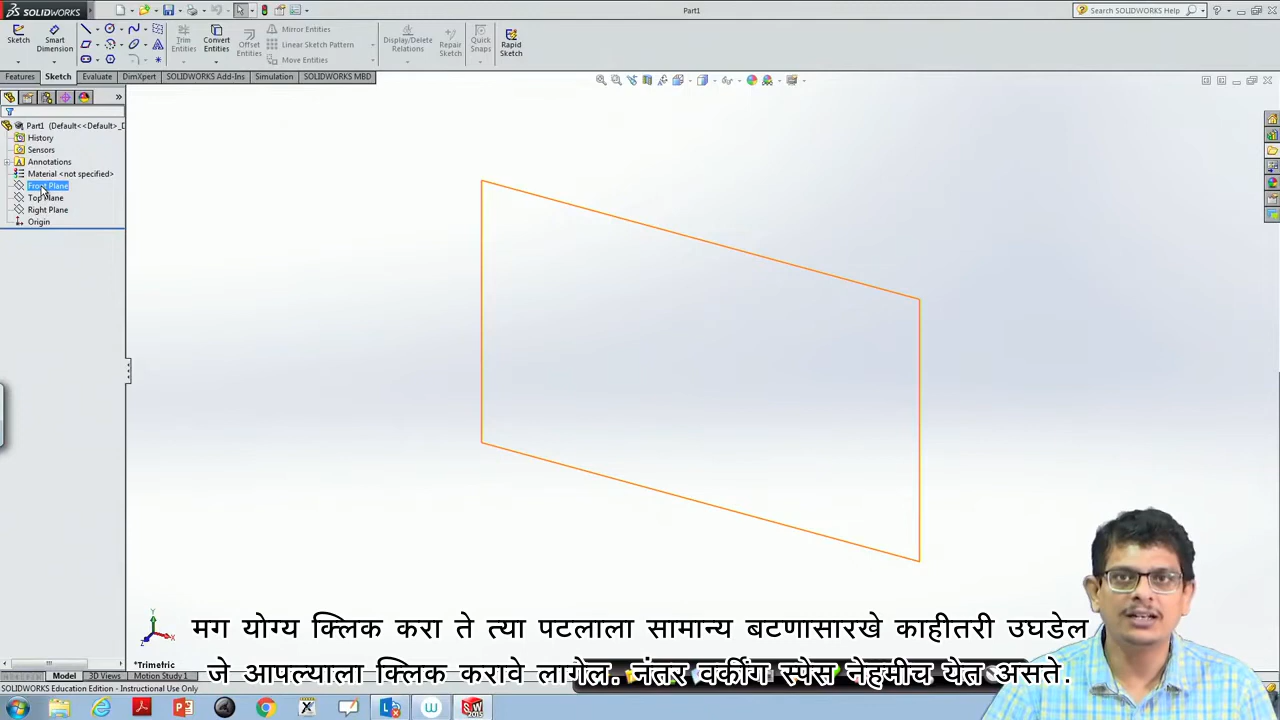 SOLIDWORKS
Part1
Search SOLIDWORKS Help
Sketch
Smart Dimension
Trim Entities
Convert Entities
Offset Entities
Mirror Entities
Linear Sketch Pattern
Move Entities
Display/Delete Relations
Repair Sketch
Quick Snaps
Rapid Sketch
Features Sketch Evaluate DimXpert SOLIDWORKS Add-Ins Simulation SOLIDWORKS MBD
Part1 (Default<<Default>_D
History
Sensors
Annotations
Material <not specified>
Front Plane
Top Plane
Right Plane
Origin
Y
X
Z
मग योग्य क्लिक करा ते त्या पटलाला सामान्य बटणासारखे काहीतरी उघडेल
जे आपल्याला क्लिक करावे लागेल. नंतर वर्कीग स्पेस नेहमीच येत असते.
*Trimetric
Model 3D Views Motion Study 1
SOLIDWORKS Education Edition - Instructional Use Only